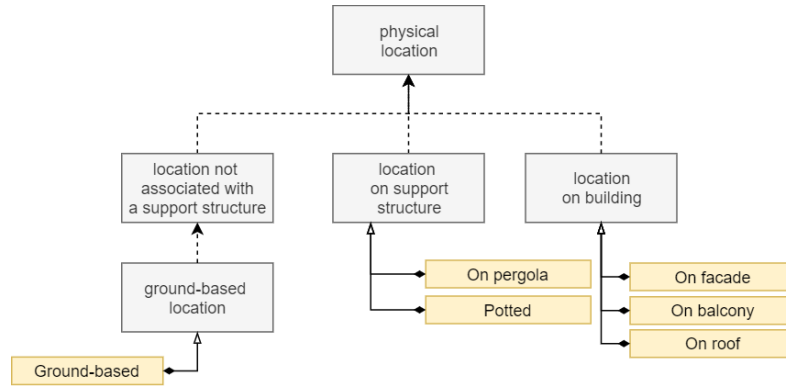 physical
location
location not
associated with
a support structure
location
on support
structure
location
on building
ground-based
location
On pergola
Potted
On facade
On balcony
On roof
Ground-based